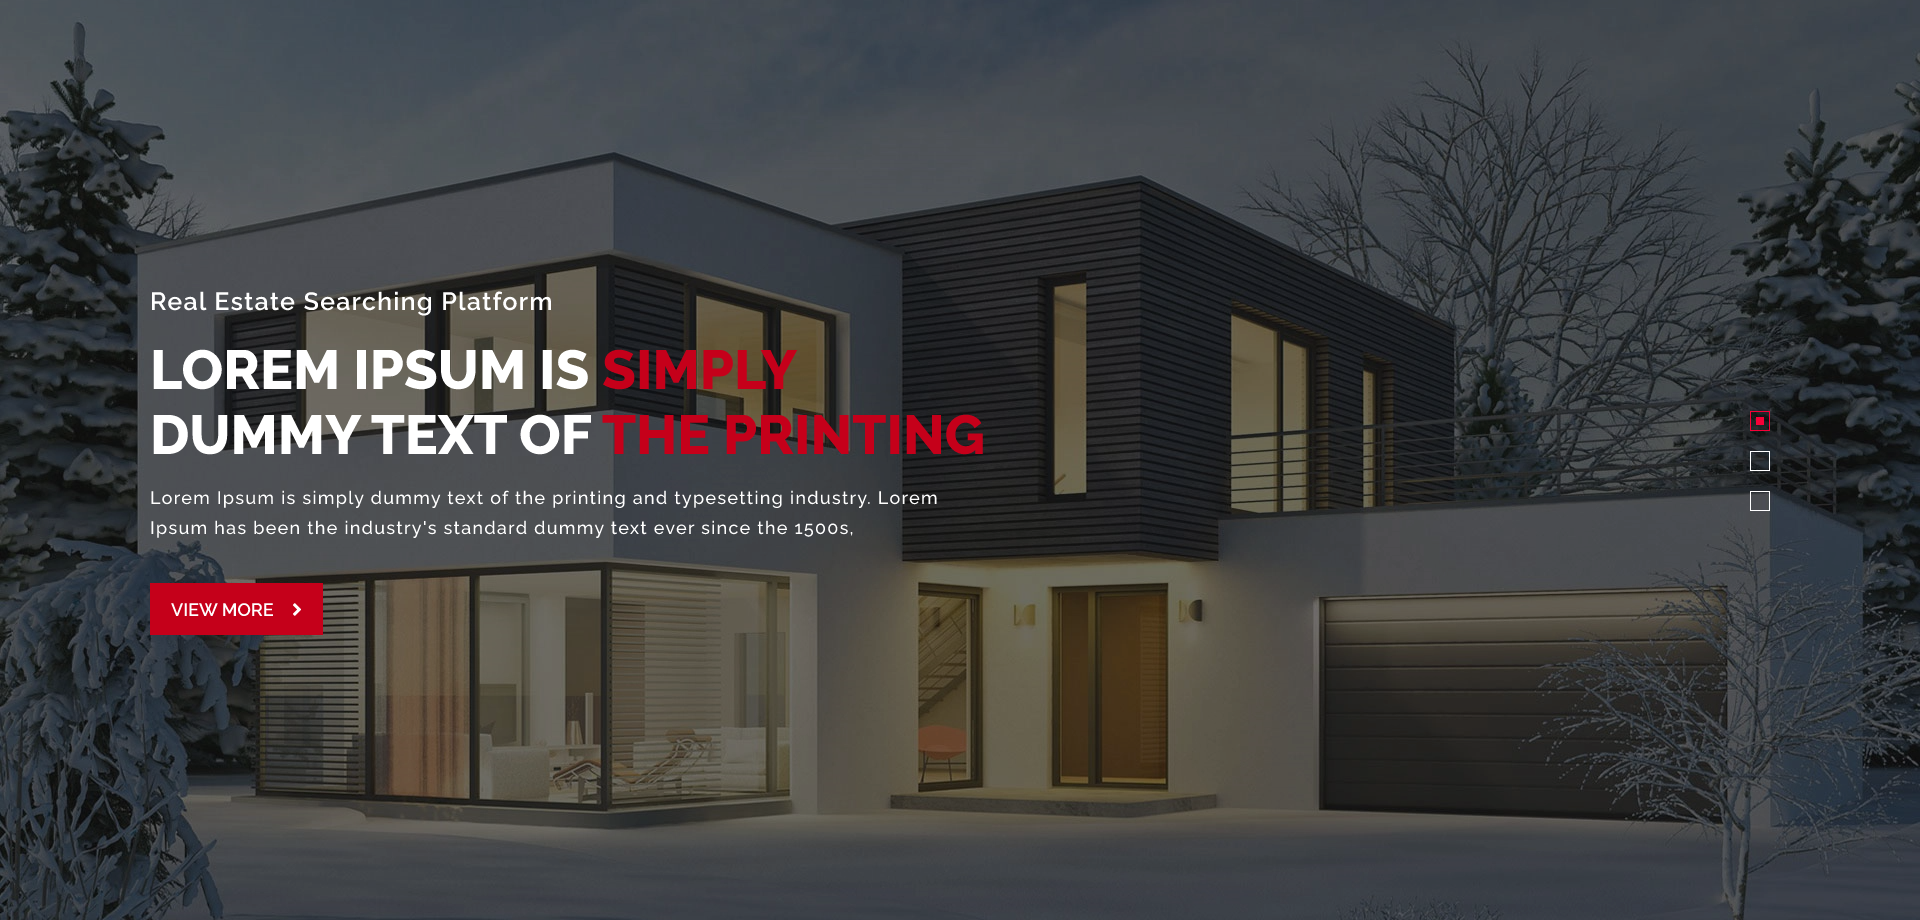 Real Estate Searching Platform
LOREM IPSUM IS SIMPLY
DUMMY TEXT OF THE PRINTING
Lorem Ipsum is simply dummy text of the printing and typesetting industry. Lorem
Ipsum has been the industry's standard dummy text ever since the 1500s,
VIEW MORE